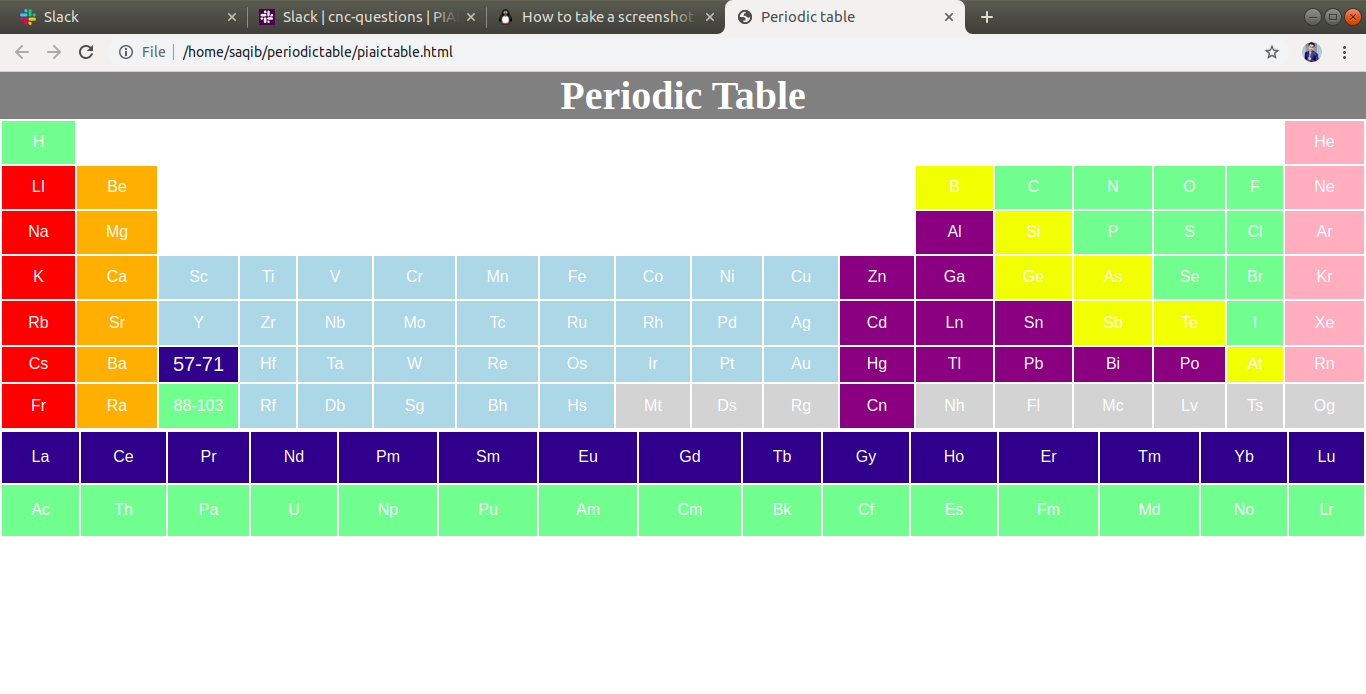 Slack
Slack | cnc-questions | PIA
How to take a screenshot
Periodic table
File /home/saqib/periodictable/piaictable.html
Periodic Table
H He
LI Be B C N O F Ne
Na Mg Al Si P S Cl Ar
K Ca Sc Ti V Cr Mn Fe Co Ni Cu Zn Ga Ge As Se Br Kr
Rb Sr Y Zr Nb Mo Tc Ru Rh Pd Ag Cd Ln Sn Sb Te I Xe
Cs Ba 57-71 Hf Ta W Re Os Ir Pt Au Hg Tl Pb Bi Po At Rn
Fr Ra 88-103 Rf Db Sg Bh Hs Mt Ds Rg Cn Nh Fl Mc Lv Ts Og
La Ce Pr Nd Pm Sm Eu Gd Tb Gy Ho Er Tm Yb Lu
Ac Th Pa U Np Pu Am Cm Bk Cf Es Fm Md No Lr